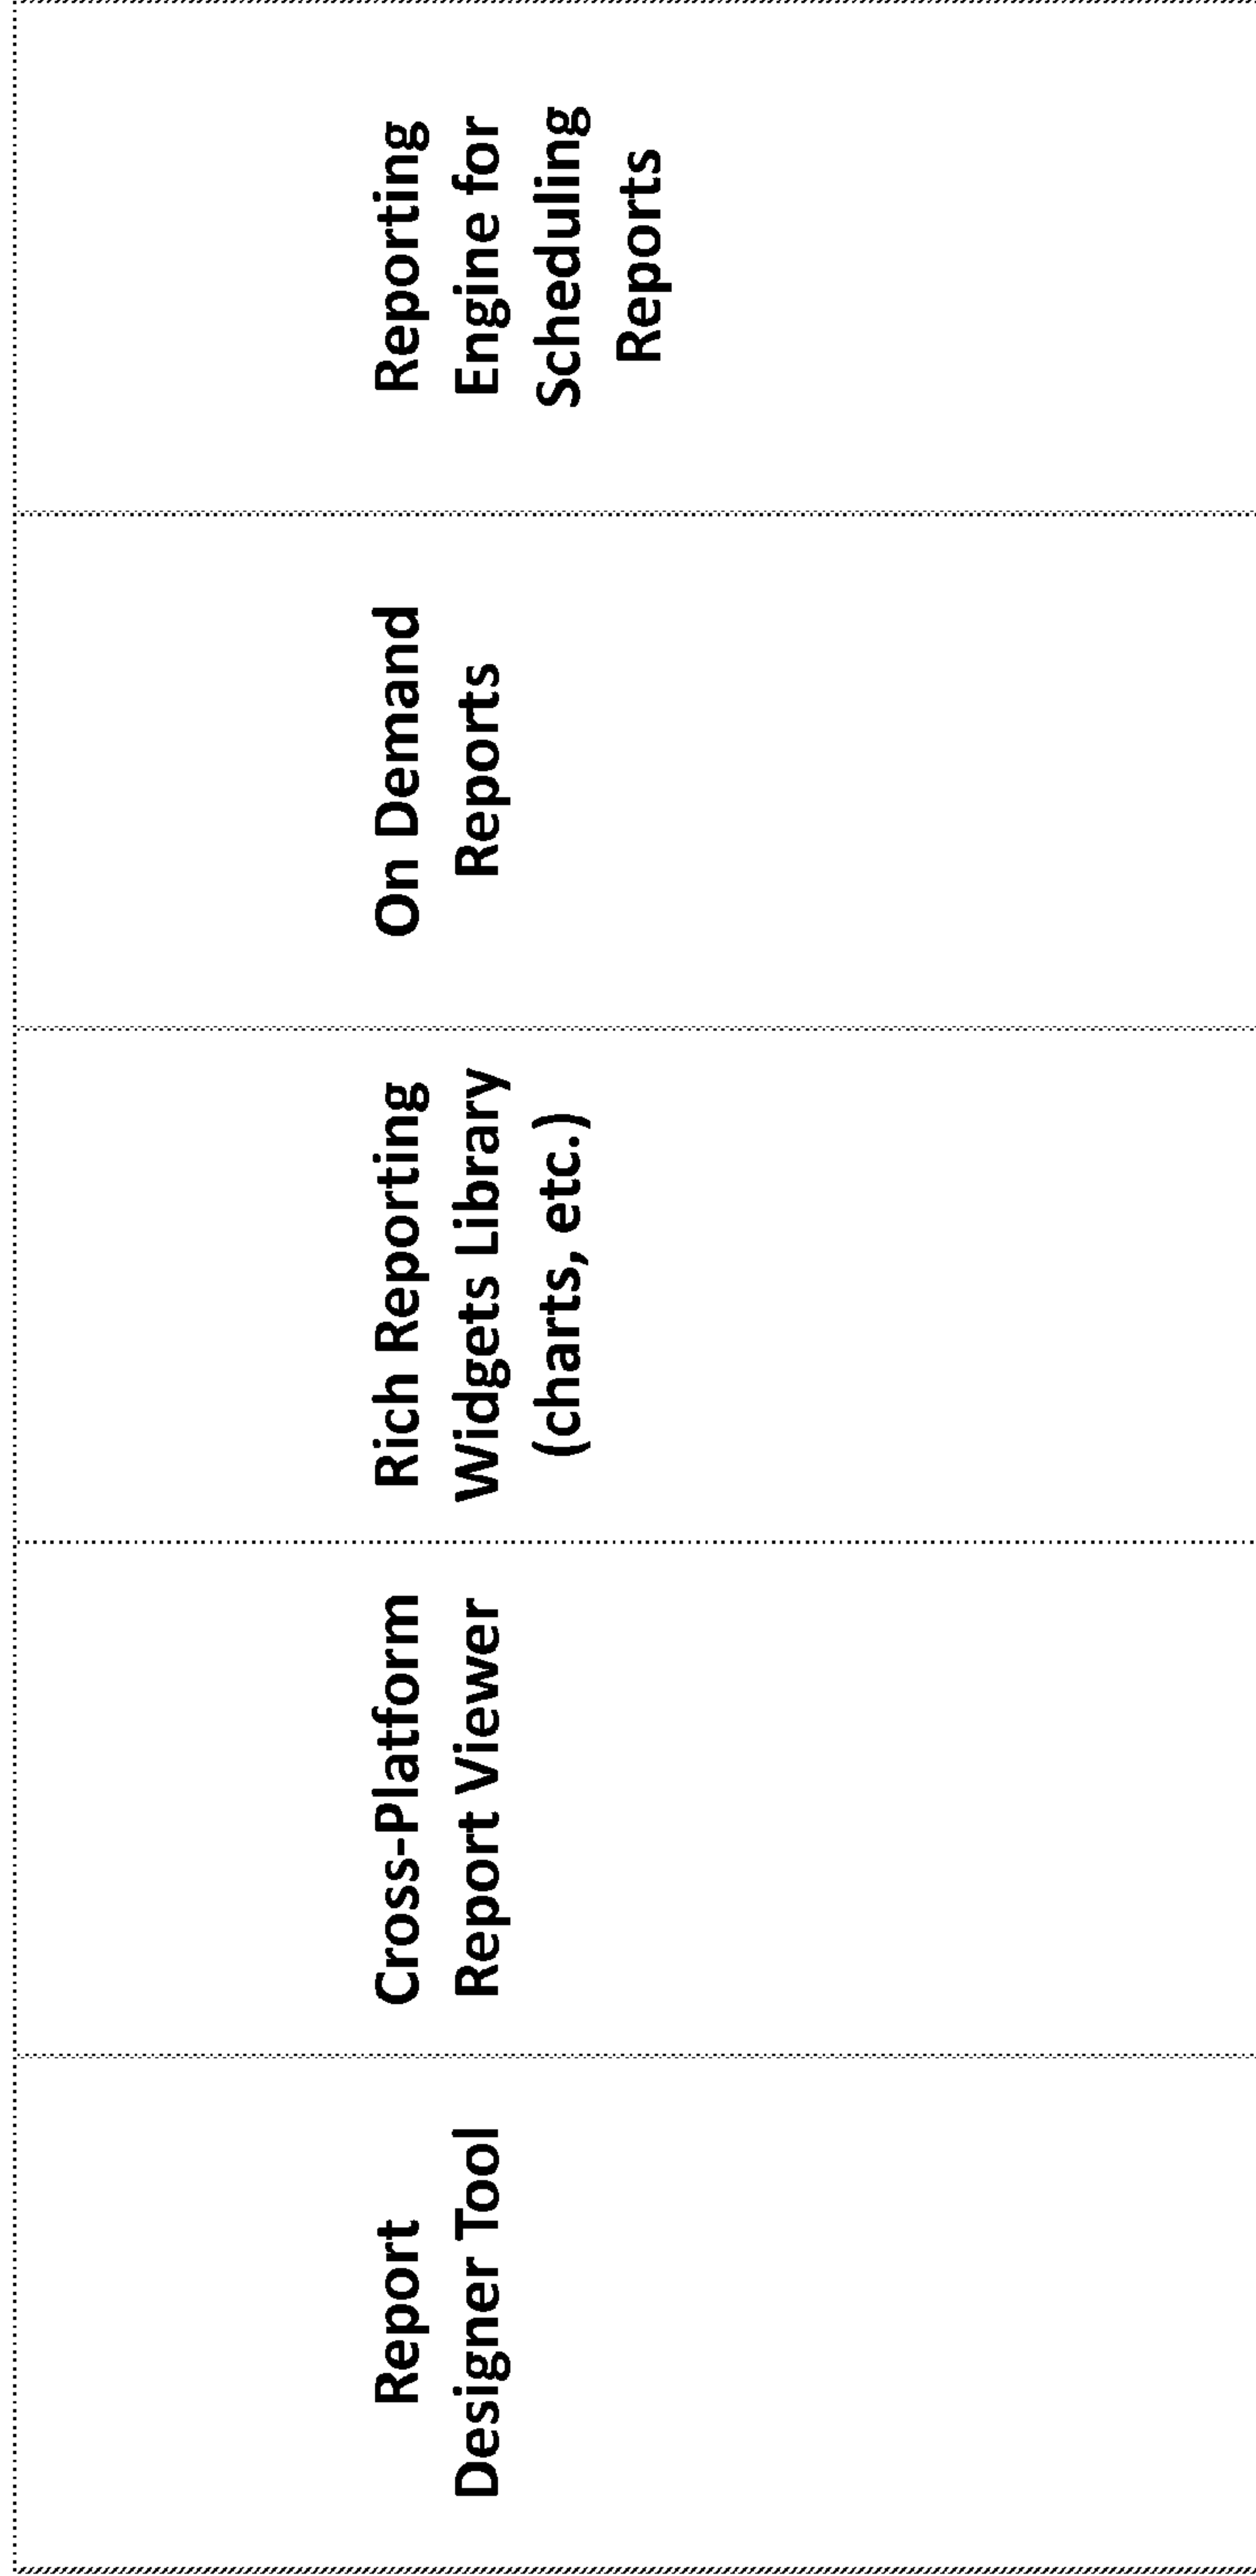 Report
Designer Tool
Cross-Platform
Report Viewer
Rich Reporting
Widgets Library
(charts, etc.)
On Demand
Reports
Reporting
Engine for
Scheduling
Reports